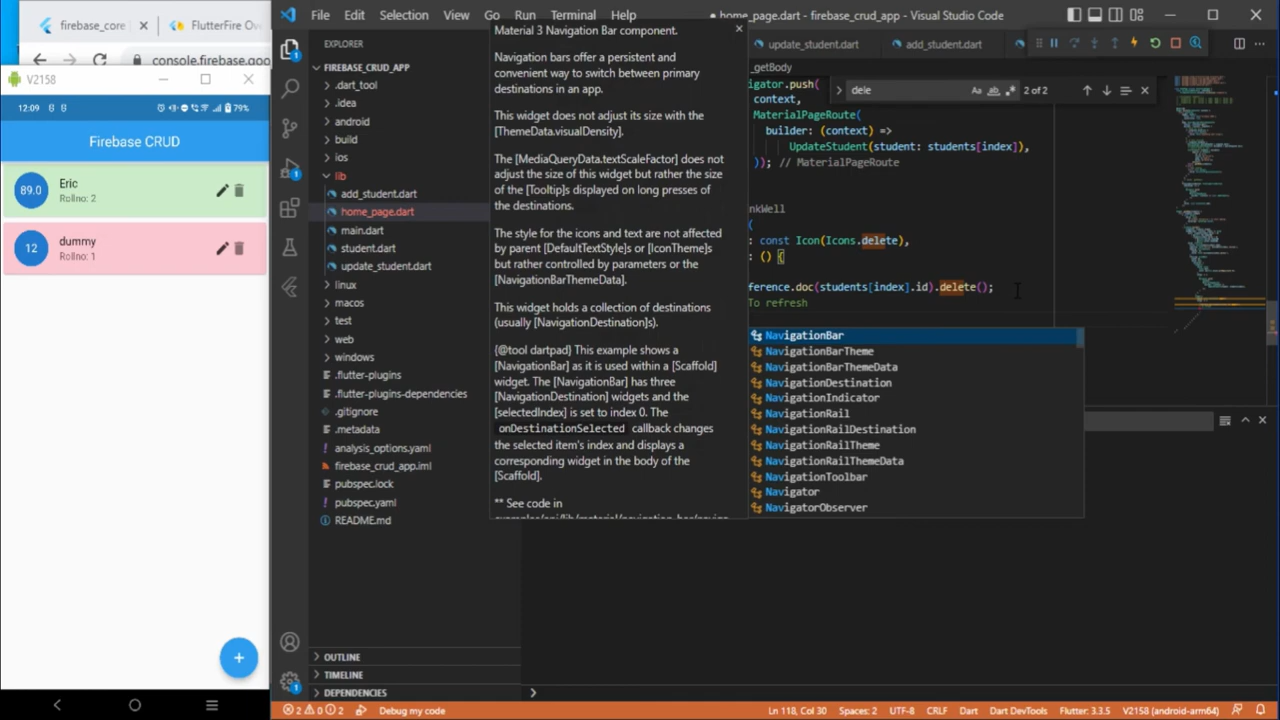 firebase_core
FlutterFire Ov
console.firebase.goo
V2158
12:09
79%
Firebase CRUD
89.0
Eric
Rollno: 2
12
dummy
Rollno: 1
+
File Edit Selection View Go Run Terminal Help
home_page.dart - firebase_crud_app - Visual Studio Code
EXPLORER
FIREBASE_CRUD_APP
.dart_tool
.idea
android
build
ios
lib
add_student.dart
home_page.dart
main.dart
student.dart
update_student.dart
linux
macos
test
web
windows
.flutter-plugins
.flutter-plugins-dependencies
.gitignore
.metadata
analysis_options.yaml
firebase_crud_app.iml
pubspec.lock
pubspec.yaml
README.md
OUTLINE
TIMELINE
DEPENDENCIES
Material 3 Navigation Bar component.
Navigation bars offer a persistent and
convenient way to switch between primary
destinations in an app.
This widget does not adjust its size with the
[ThemeData.visualDensity].
The [MediaQueryData.textScaleFactor] does not
adjust the size of this widget but rather the size
of the [Tooltip]s displayed on long presses of
the destinations.
The style for the icons and text are not affected
by parent [DefaultTextStyle]s or [IconTheme]s
but rather controlled by parameters or the
[NavigationBarThemeData].
This widget holds a collection of destinations
(usually [NavigationDestination]s).
{@tool dartpad} This example shows a
[NavigationBar] as it is used within a [Scaffold]
widget. The [NavigationBar] has three
[NavigationDestination] widgets and the
[selectedIndex] is set to index 0. The
onDestinationSelected callback changes
the selected item's index and displays a
corresponding widget in the body of the
[Scaffold].
** See code in
update_student.dart
add_student.dart
_getBody
dele
2 of 2
igator.push(
context,
MaterialPageRoute(
builder: (context) =>
UpdateStudent(student: students[index]),
)); // MaterialPageRoute
nkWell
(
: const Icon(Icons.delete),
: () {
ference.doc(students[index].id).delete();
To refresh
NavigationBar
NavigationBarTheme
NavigationBarThemeData
NavigationDestination
NavigationIndicator
NavigationRail
NavigationRailDestination
NavigationRailTheme
NavigationRailThemeData
NavigationToolbar
Navigator
NavigatorObserver
2 0 2
Debug my code
Ln 118, Col 30
Spaces: 2
UTF-8
CRLF
Dart
Dart DevTools
Flutter: 3.3.5
V2158 (android-arm64)